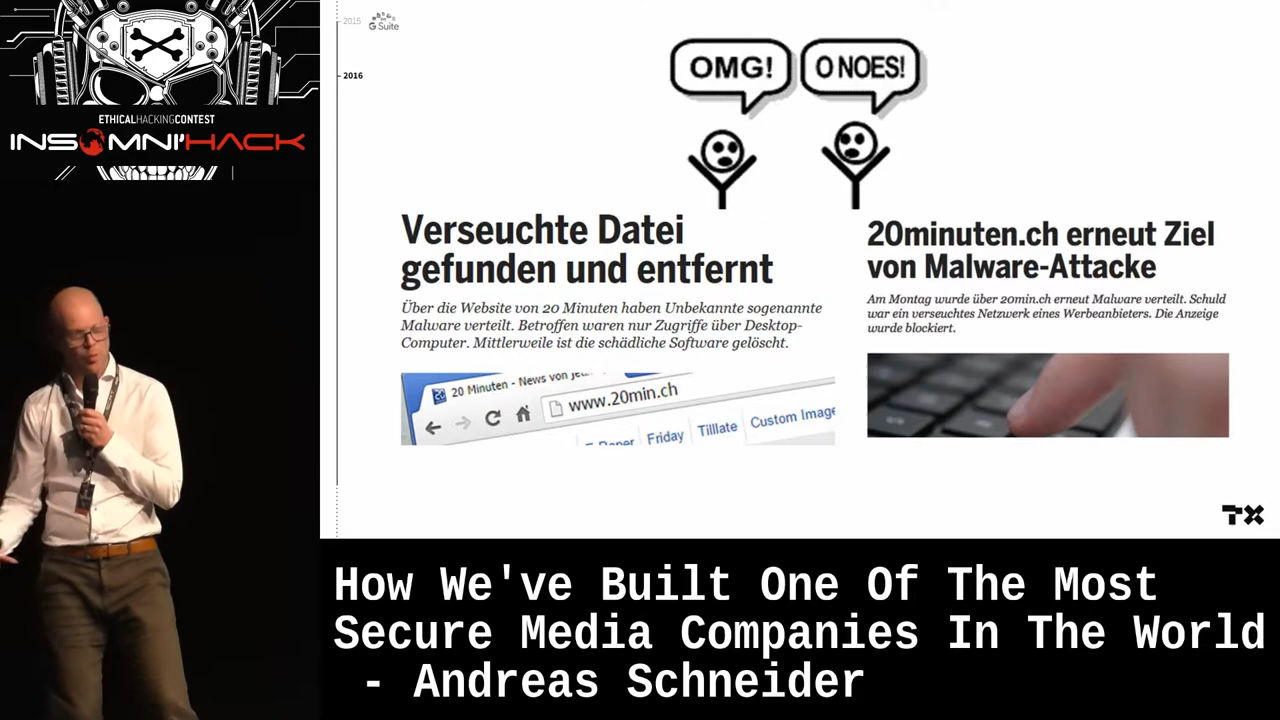 2015
G Suite
2016
OMG!
O NOES!
ETHICALHACKINGCONTEST
INSOMNI'HACK
Verseuchte Datei
gefunden und entfernt
Über die Website von 20 Minuten haben Unbekannte sogenannte
Malware verteilt. Betroffen waren nur Zugriffe über Desktop-
Computer. Mittlerweile ist die schädliche Software gelöscht.
20 Minuten - News von
www.20min.ch
Friday
Tilllate
Custom Image
20minuten.ch erneut Ziel
von Malware-Attacke
Am Montag wurde über 20min.ch erneut Malware verteilt. Schuld
war ein verseuchtes Netzwerk eines Werbeanbieters. Die Anzeige
wurde blockiert.
TX
How We've Built One Of The Most
Secure Media Companies In The World
- Andreas Schneider